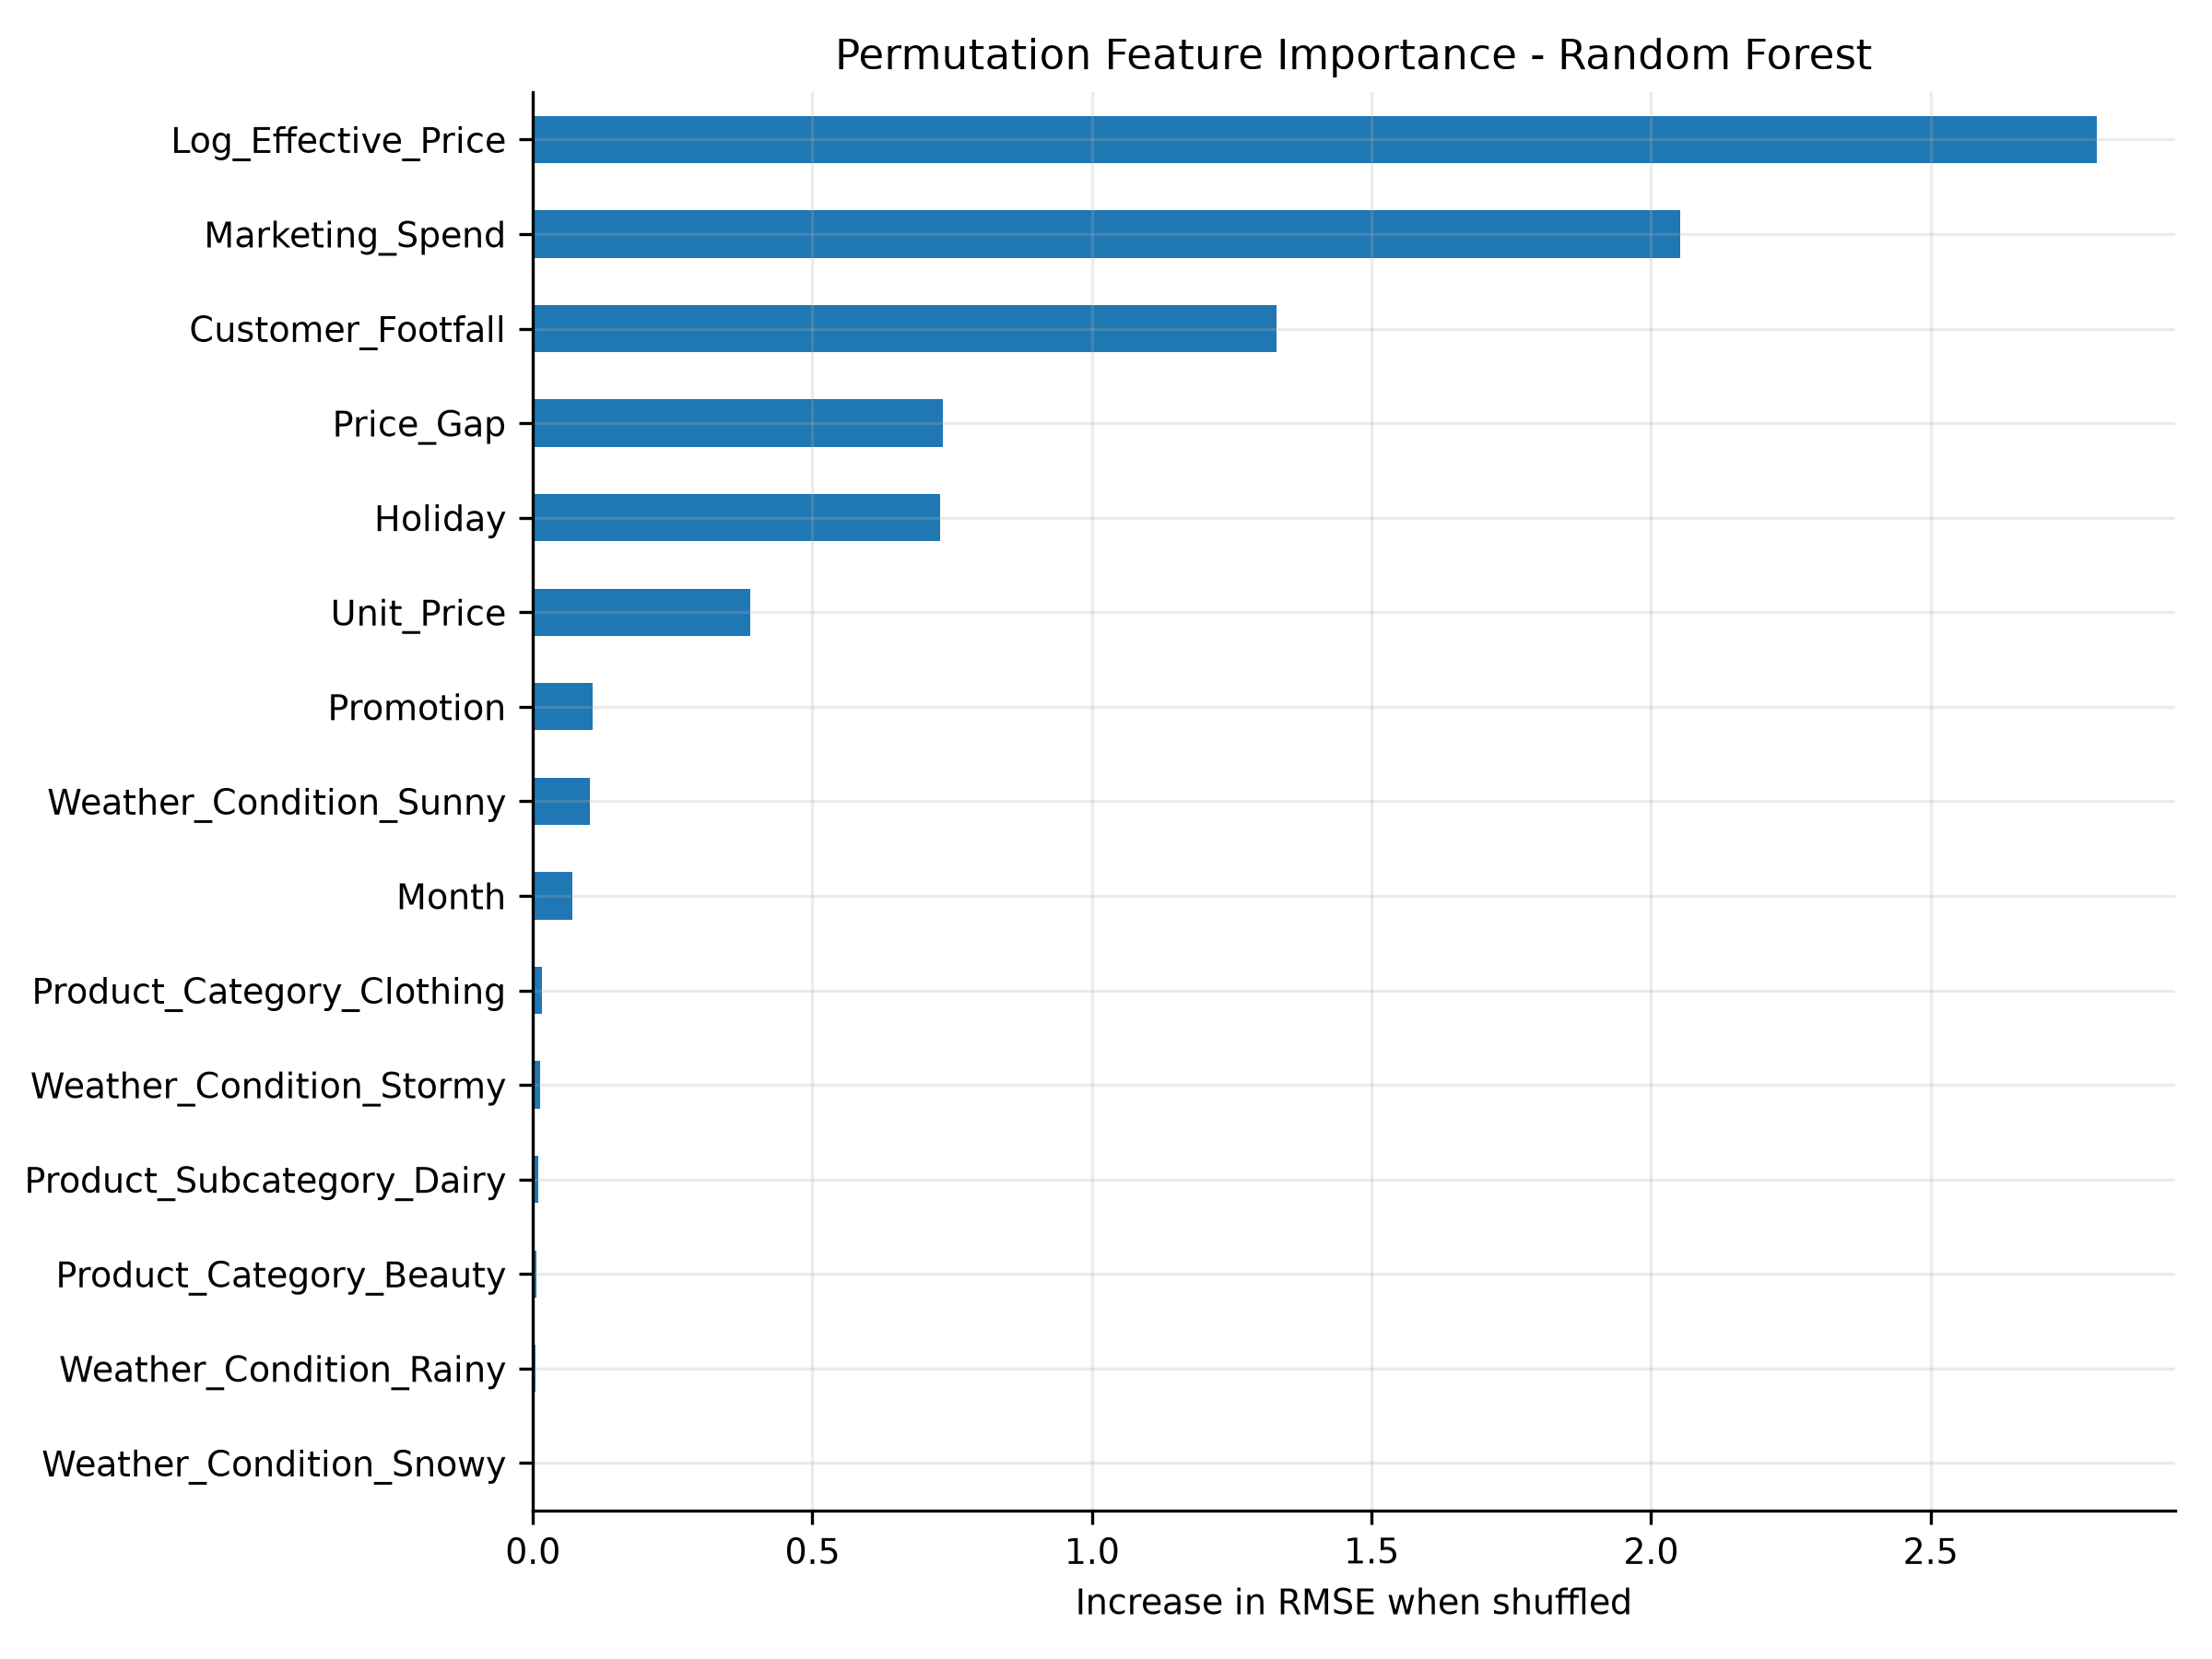 Permutation Feature Importance - Random Forest
Log_Effective_Price
Marketing_Spend
Customer_Footfall
Price_Gap
Holiday
Unit_Price
Promotion
Weather_Condition_Sunny
Month
Product_Category_Clothing
Weather_Condition_Stormy
Product_Subcategory_Dairy
Product_Category_Beauty
Weather_Condition_Rainy
Weather_Condition_Snowy
0.0 0.5 1.0 1.5 2.0 2.5
Increase in RMSE when shuffled